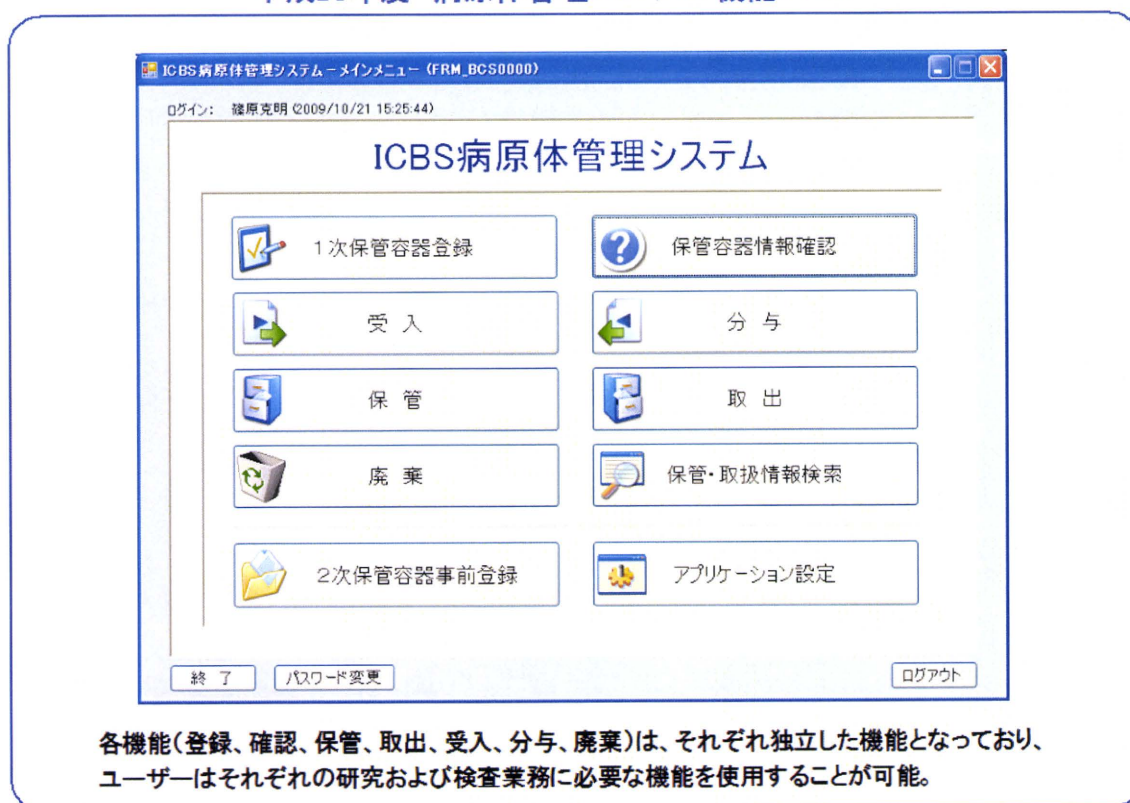 ICBS病原体管理システム－メインメニュー (FRM_BCS0000)
ログイン: 篠原克明 (2009/10/21 15:25:44)
ICBS病原体管理システム
1次保管容器登録
保管容器情報確認
受 入
分 与
保 管
取 出
廃 棄
保管・取扱情報検索
2次保管容器事前登録
アプリケーション設定
終 了
パスワード変更
ログアウト
各機能(登録、確認、保管、取出、受入、分与、廃棄)は、それぞれ独立した機能となっており、
ユーザーはそれぞれの研究および検査業務に必要な機能を使用することが可能。